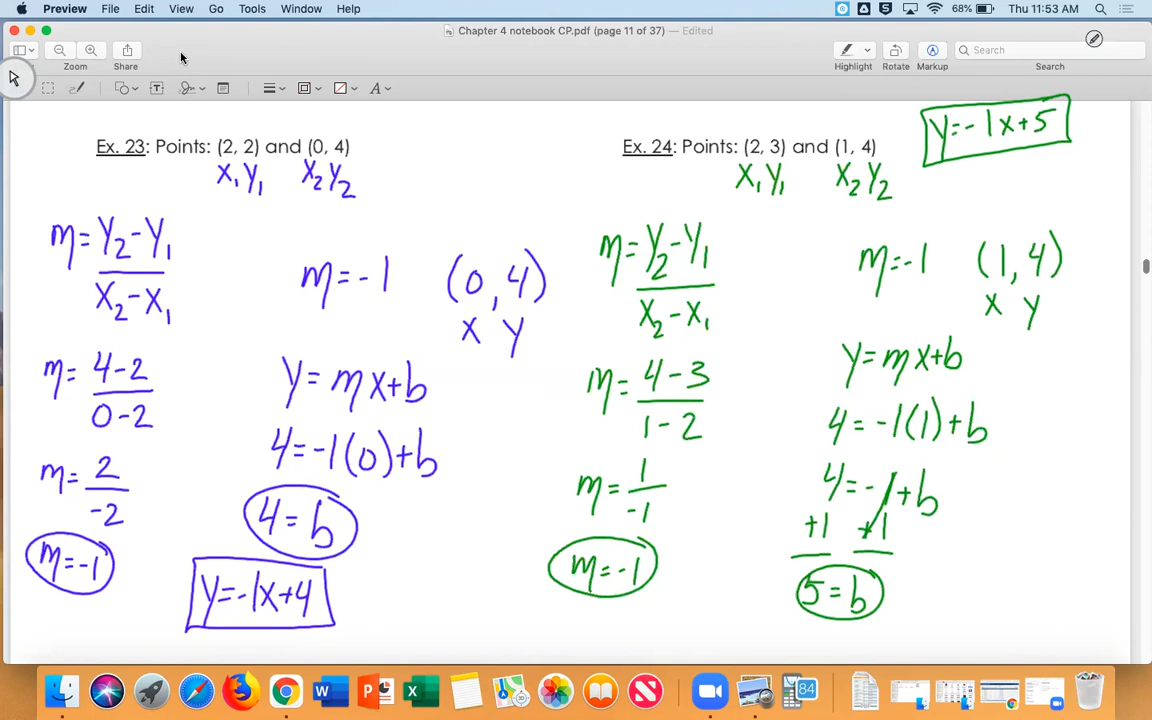 Preview File Edit View Go Tools Window Help 68% Thu 11:53 AM
Chapter 4 notebook CP.pdf (page 11 of 37) — Edited
Search
Zoom Share Highlight Rotate Markup Search
y=-1x+5
Ex. 23: Points: (2, 2) and (0, 4)
x₁ y₁ x₂ y₂
m= y₂-y₁
x₂-x₁
m= 4-2
0-2
m= 2
-2
m=-1
m=-1 (0,4)
x y
y=mx+b
4=-1(0)+b
4=b
y=-1x+4
Ex. 24: Points: (2, 3) and (1, 4)
x₁ y₁ x₂ y₂
m= y₂-y₁
x₂-x₁
m= 4-3
1-2
m= 1
-1
m=-1
m=-1 (1,4)
x y
y=mx+b
4=-1(1)+b
4=-1+b
+1 +1
5=b
W P X N 84